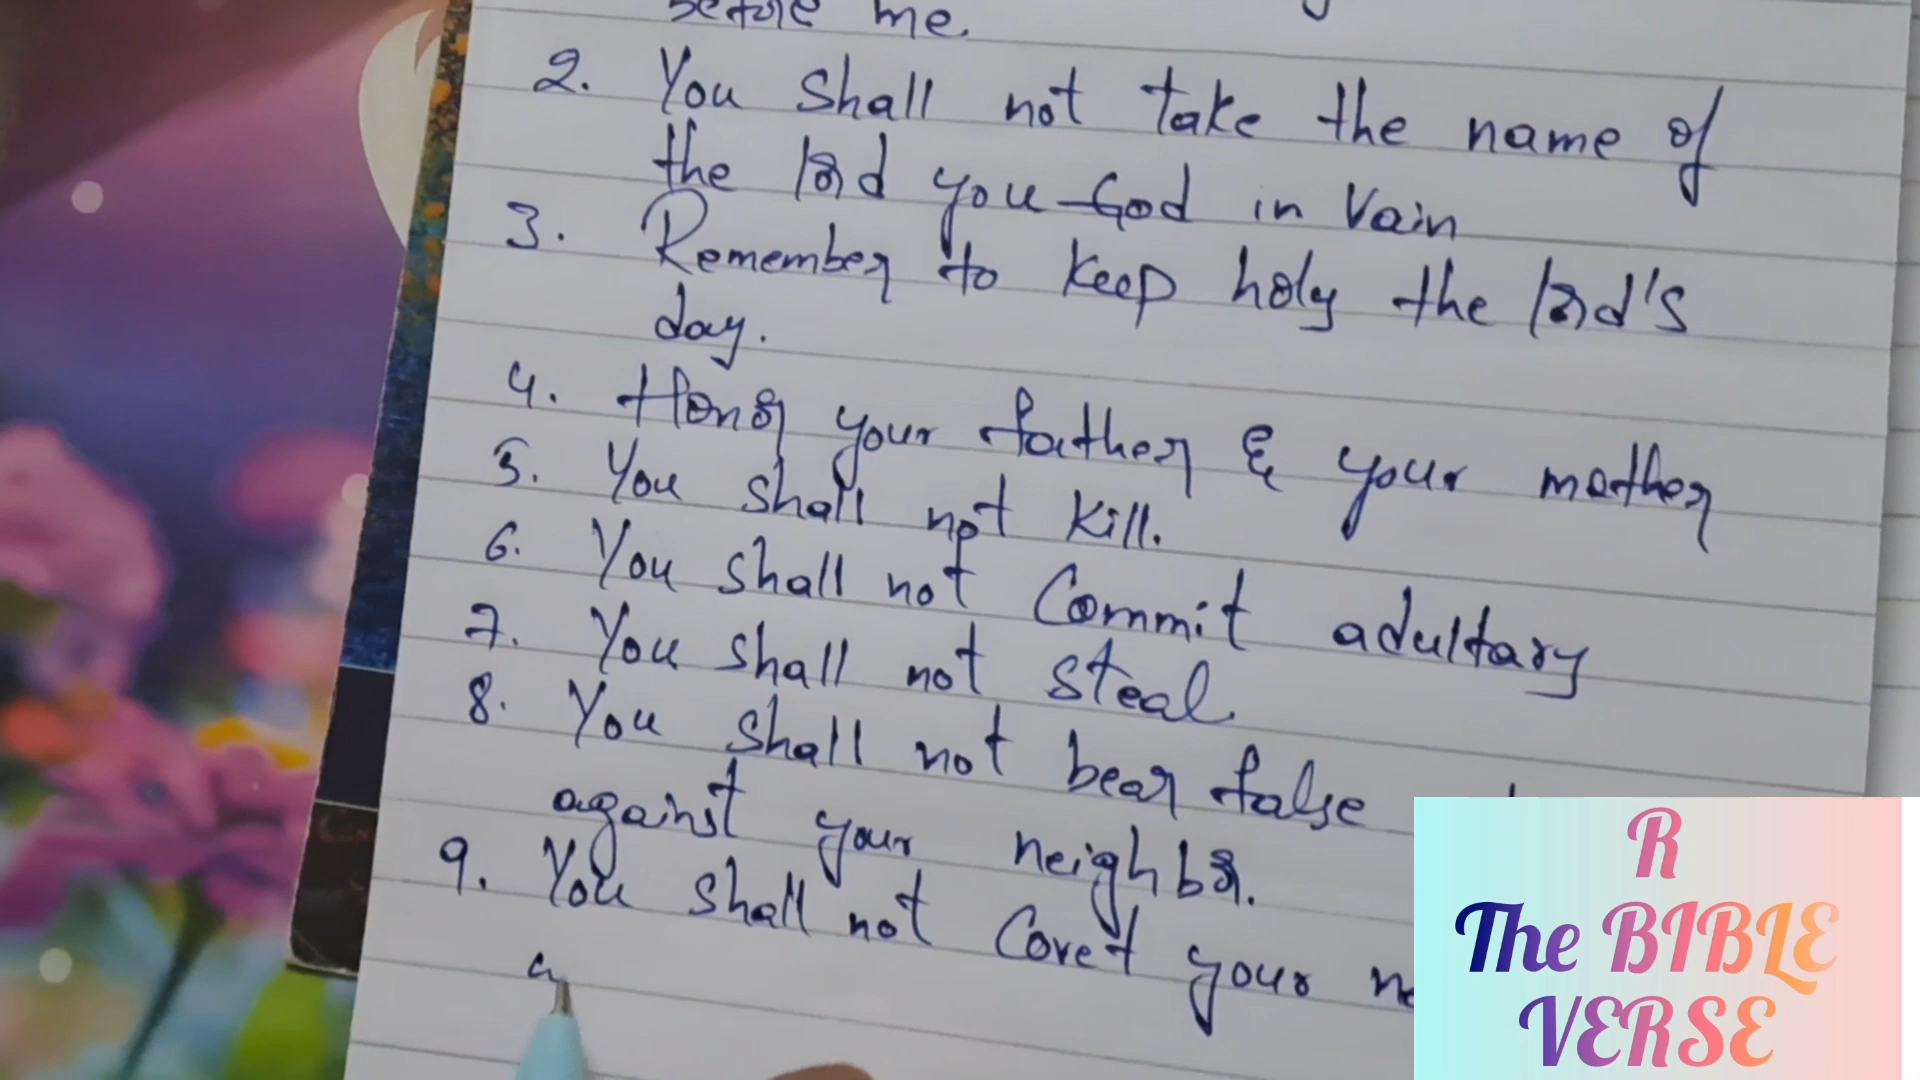 before me.
2. You shall not take the name of
the lord you God in vain
3. Remember to keep holy the lord's
day.
4. Honor your father & your mother
5. You shall not kill.
6. You shall not Commit adultary
7. You shall not steal.
8. You shall not bear false
against your neighbor.
9. You shall not Covet your
R
The BIBLE
VERSE